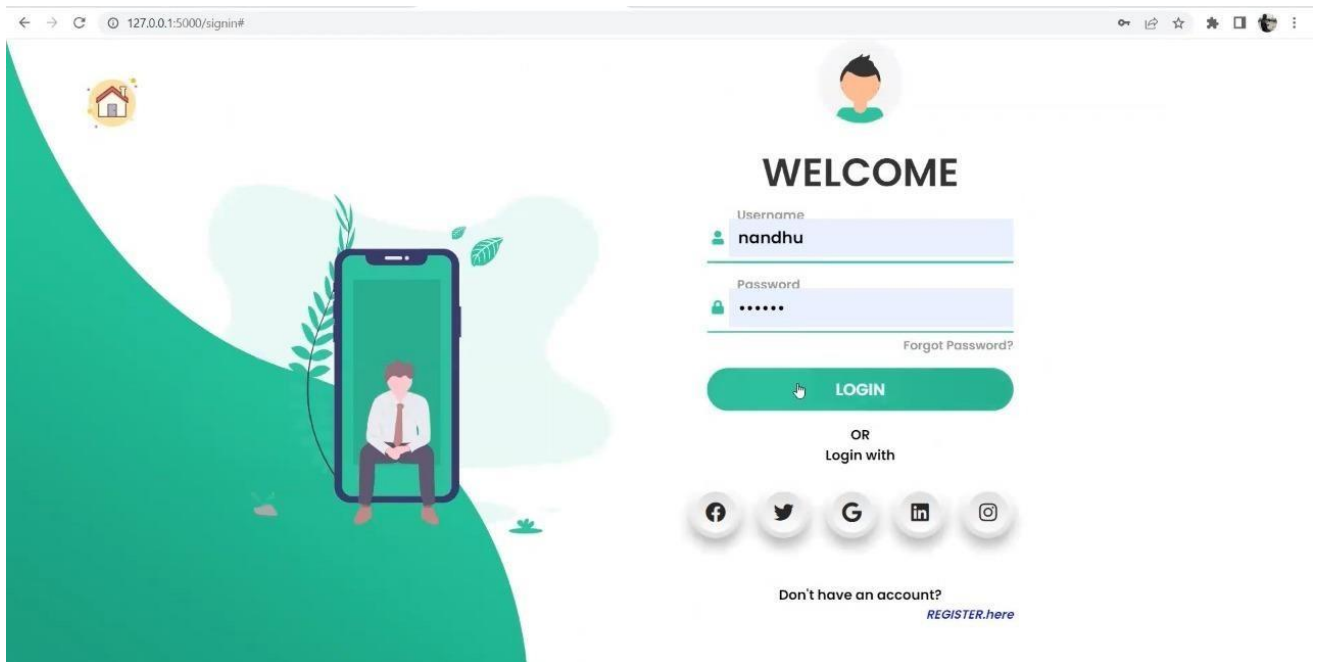 127.0.0.1:5000/signin#
WELCOME
Username
nandhu
Password
••••••
Forgot Password?
LOGIN
OR
Login with
Don't have an account?
REGISTER.here